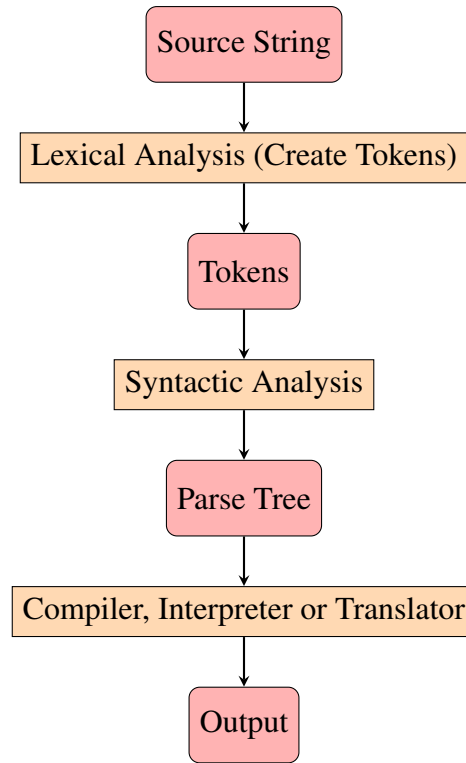 Source String
Lexical Analysis (Create Tokens)
Tokens
Syntactic Analysis
Parse Tree
Compiler, Interpreter or Translator
Output